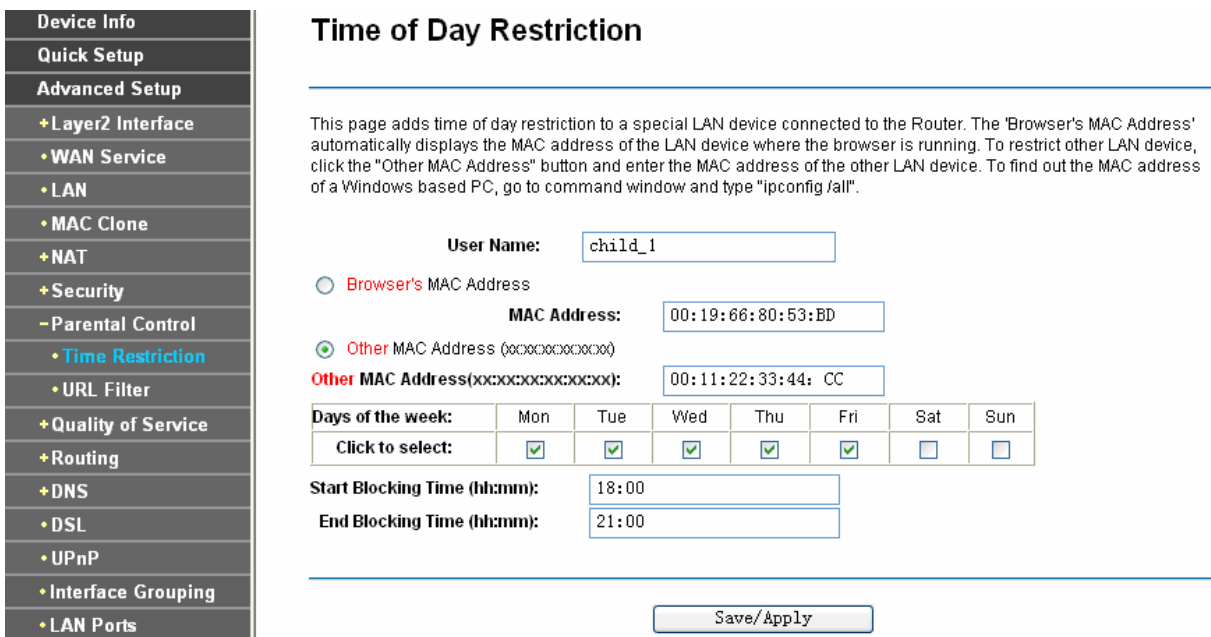 Device Info
Quick Setup
Advanced Setup
+Layer2 Interface
•WAN Service
•LAN
•MAC Clone
+NAT
+Security
−Parental Control
•Time Restriction
•URL Filter
+Quality of Service
+Routing
+DNS
•DSL
•UPnP
•Interface Grouping
•LAN Ports
Time of Day Restriction
This page adds time of day restriction to a special LAN device connected to the Router. The 'Browser's MAC Address'
automatically displays the MAC address of the LAN device where the browser is running. To restrict other LAN device,
click the "Other MAC Address" button and enter the MAC address of the other LAN device. To find out the MAC address
of a Windows based PC, go to command window and type "ipconfig /all".
User Name: child_1
Browser's MAC Address
MAC Address: 00:19:66:80:53:BD
Other MAC Address (xx:xx:xx:xx:xx:xx)
Other MAC Address(xx:xx:xx:xx:xx:xx): 00:11:22:33:44: CC
Days of the week: Mon Tue Wed Thu Fri Sat Sun
Click to select:
Start Blocking Time (hh:mm): 18:00
End Blocking Time (hh:mm): 21:00
Save/Apply